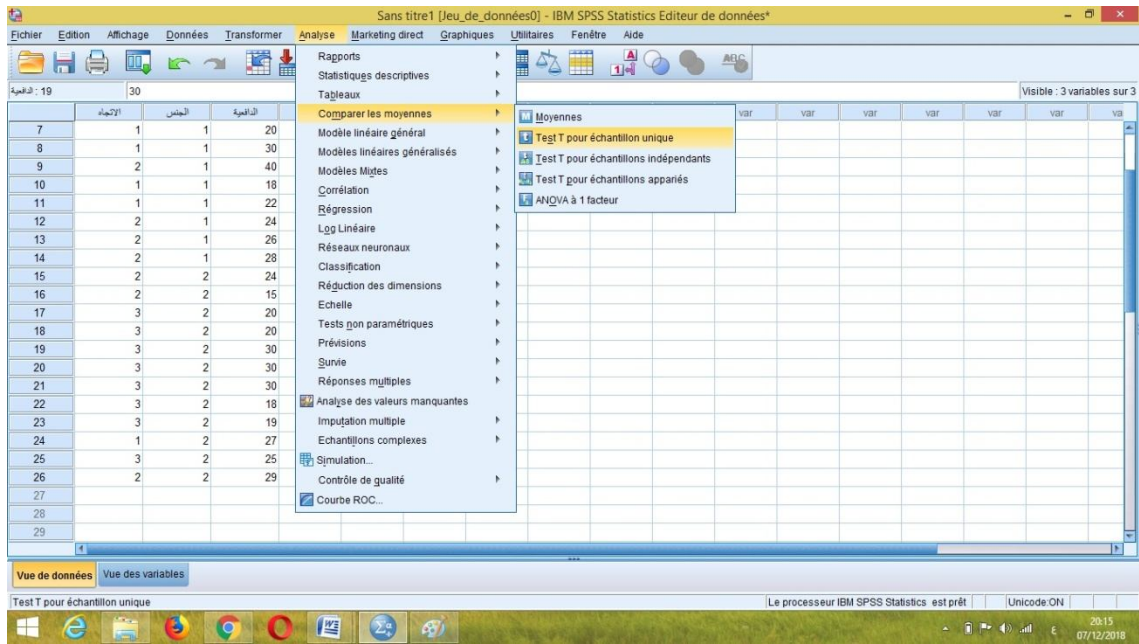 Sans titre1 [Jeu_de_données0] - IBM SPSS Statistics Editeur de données*
Fichier Edition Affichage Données Transformer Analyse Marketing direct Graphiques Utilitaires Fenêtre Aide
19 : الدافعية 30 Visible : 3 variables sur 3
الاتجاه الجنس الدافعية var var var var var va
7 1 1 20
8 1 1 30
9 2 1 40
10 1 1 18
11 1 1 22
12 2 1 24
13 2 1 26
14 2 1 28
15 2 2 24
16 2 2 15
17 3 2 20
18 3 2 20
19 3 2 30
20 3 2 30
21 3 2 30
22 3 2 18
23 3 2 19
24 1 2 27
25 3 2 25
26 2 2 29
27
28
29
Rapports
Statistiques descriptives
Tableaux
Comparer les moyennes
Modèle linéaire général
Modèles linéaires généralisés
Modèles Mixtes
Corrélation
Régression
Log Linéaire
Réseaux neuronaux
Classification
Réduction des dimensions
Echelle
Tests non paramétriques
Prévisions
Survie
Réponses multiples
Analyse des valeurs manquantes
Imputation multiple
Echantillons complexes
Simulation...
Contrôle de qualité
Courbe ROC...
Moyennes
Test T pour échantillon unique
Test T pour échantillons indépendants
Test T pour échantillons appariés
ANOVA à 1 facteur
Vue de données Vue des variables
Test T pour échantillon unique Le processeur IBM SPSS Statistics est prêt Unicode:ON
ع 20:15
07/12/2018